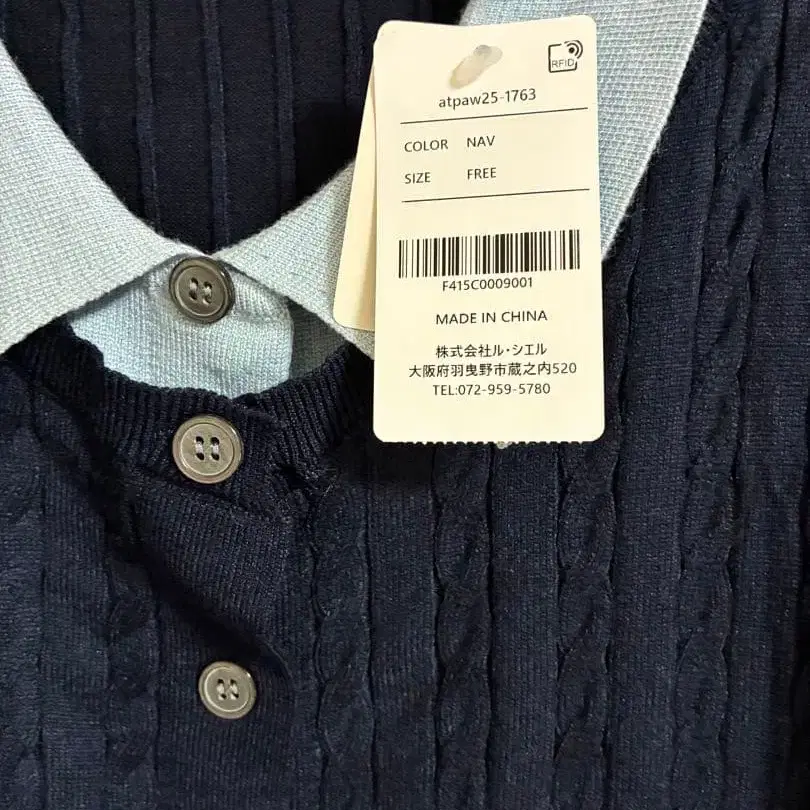 RFID
atpaw25-1763
COLOR NAV
SIZE FREE
F415C0009001
MADE IN CHINA
株式会社ル・シエル
大阪府羽曳野市蔵之内520
TEL:072-959-5780